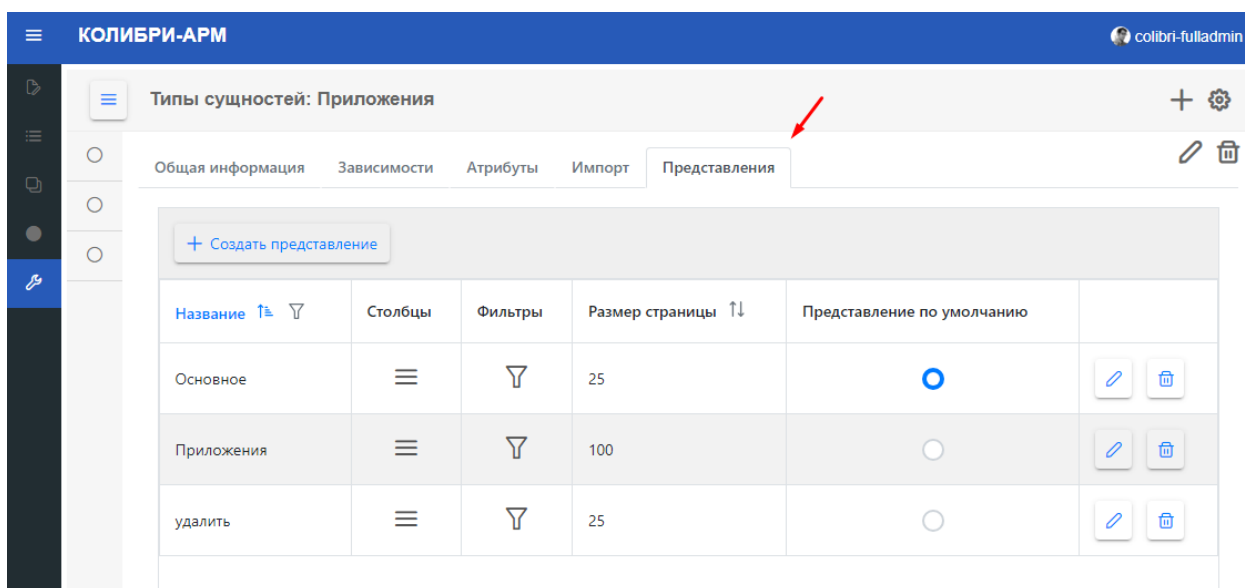 КОЛИБРИ-АРМ
colibri-fulladmin
Типы сущностей: Приложения
Общая информация Зависимости Атрибуты Импорт Представления
+ Создать представление
Название Столбцы Фильтры Размер страницы Представление по умолчанию
Основное 25
Приложения 100
удалить 25